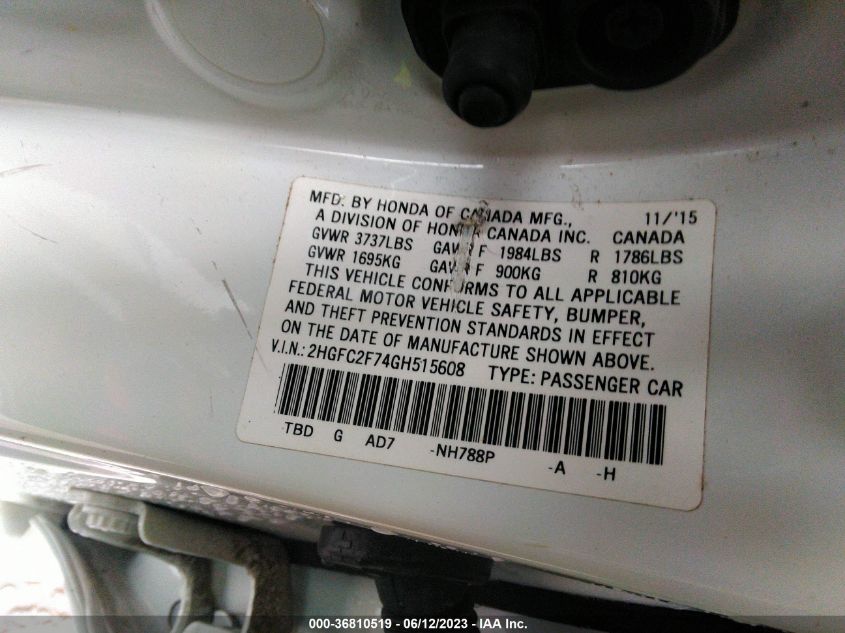 MFD. BY HONDA OF CANADA MFG., 11/'15
A DIVISION OF HONDA CANADA INC. CANADA
GVWR 3737LBS GAWR F 1984LBS R 1786LBS
GVWR 1695KG GAWR F 900KG R 810KG
THIS VEHICLE CONFORMS TO ALL APPLICABLE
FEDERAL MOTOR VEHICLE SAFETY, BUMPER,
AND THEFT PREVENTION STANDARDS IN EFFECT
ON THE DATE OF MANUFACTURE SHOWN ABOVE.
V.I.N.: 2HGFC2F74GH515608 TYPE: PASSENGER CAR
TBD G AD7 -NH788P -A -H
000-36810519 - 06/12/2023 - IAA Inc.